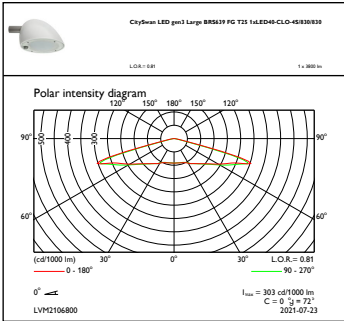 CitySwan LED gen3 Large BRS639 FG T25 1xLED40-CLO-4S/830/830
L.O.R.= 0.81 1 x 3800 lm
Polar intensity diagram
120° 150° 180° 150° 120°
90° 500 400 300 90°
60° 60°
(cd/1000 lm) 30° 0° 30° L.O.R.= 0.81
0 - 180° 90 - 270°
0° Imax = 303 cd/1000 lm
C = 0 °g = 72°
LVM2106800 2021-07-23